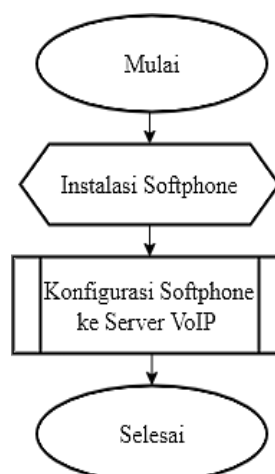 Mulai
Instalasi Softphone
Konfigurasi Softphone
ke Server VoIP
Selesai